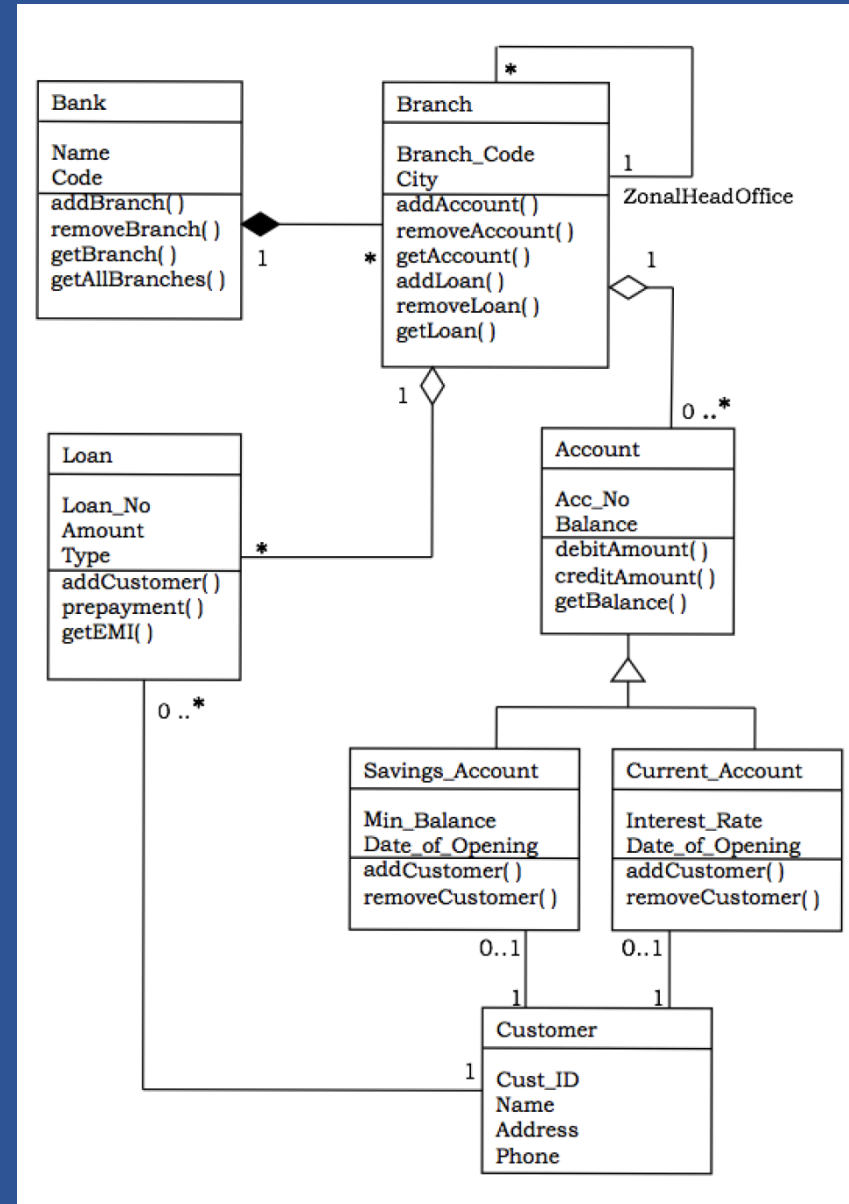 Bank
Name
Code
addBranch( )
removeBranch( )
getBranch( )
getAllBranches( )
1
*
Branch
Branch_Code
City
addAccount( )
removeAccount( )
getAccount( )
addLoan( )
removeLoan( )
getLoan( )
*
1
ZonalHeadOffice
1
0 ..*
1
*
Loan
Loan_No
Amount
Type
addCustomer( )
prepayment( )
getEMI( )
0 ..*
Account
Acc_No
Balance
debitAmount( )
creditAmount( )
getBalance( )
Savings_Account
Min_Balance
Date_of_Opening
addCustomer( )
removeCustomer( )
0..1
1
Current_Account
Interest_Rate
Date_of_Opening
addCustomer( )
removeCustomer( )
0..1
1
1
Customer
Cust_ID
Name
Address
Phone